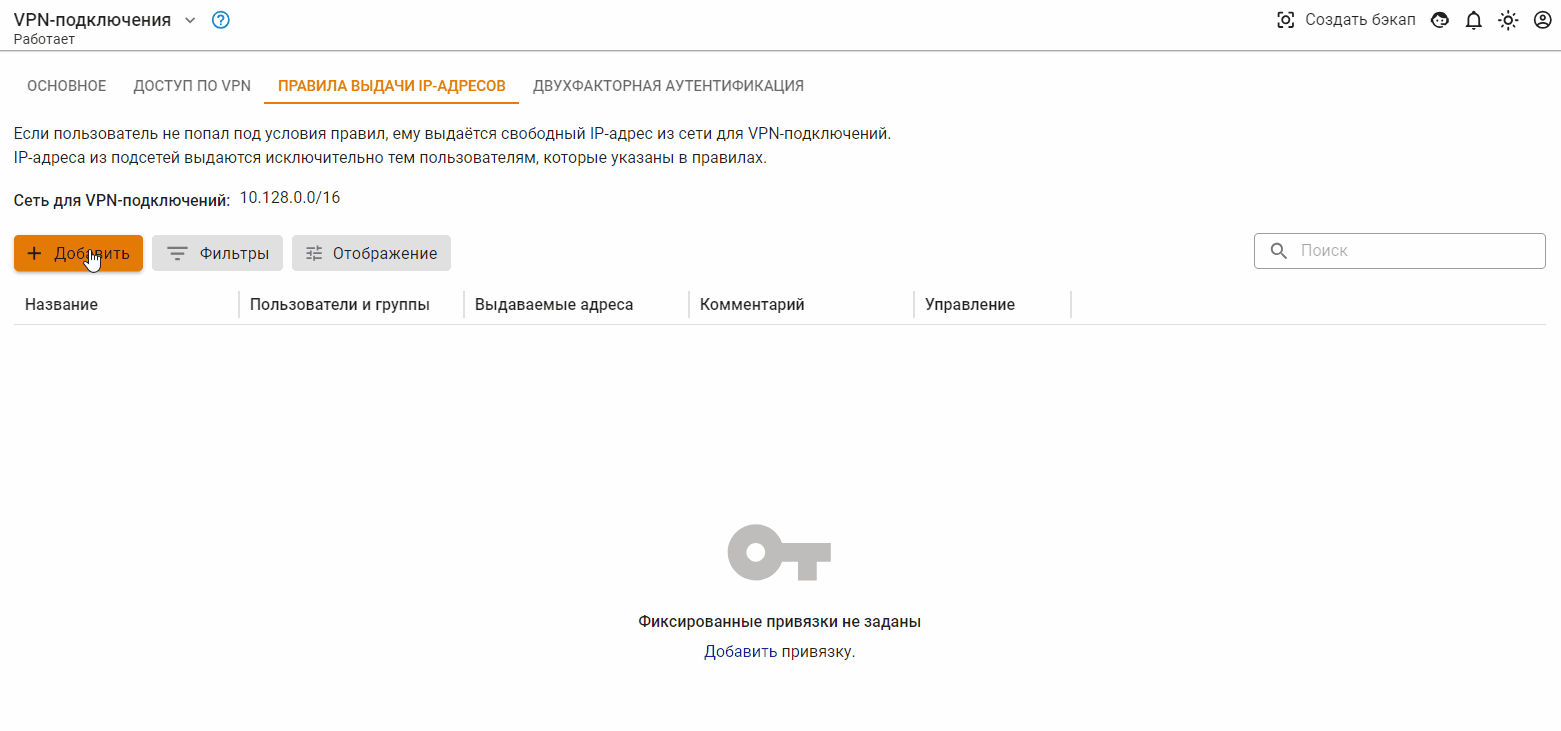 VPN-подключения
Создать бэкап
Работает
ОСНОВНОЕ ДОСТУП ПО VPN ПРАВИЛА ВЫДАЧИ IP-АДРЕСОВ ДВУХФАКТОРНАЯ АУТЕНТИФИКАЦИЯ
Если пользователь не попал под условия правил, ему выдаётся свободный IP-адрес из сети для VPN-подключений.
IP-адреса из подсетей выдаются исключительно тем пользователям, которые указаны в правилах.
Сеть для VPN-подключений: 10.128.0.0/16
Добавить Фильтры Отображение Поиск
Название Пользователи и группы Выдаваемые адреса Комментарий Управление
Фиксированные привязки не заданы
Добавить привязку.